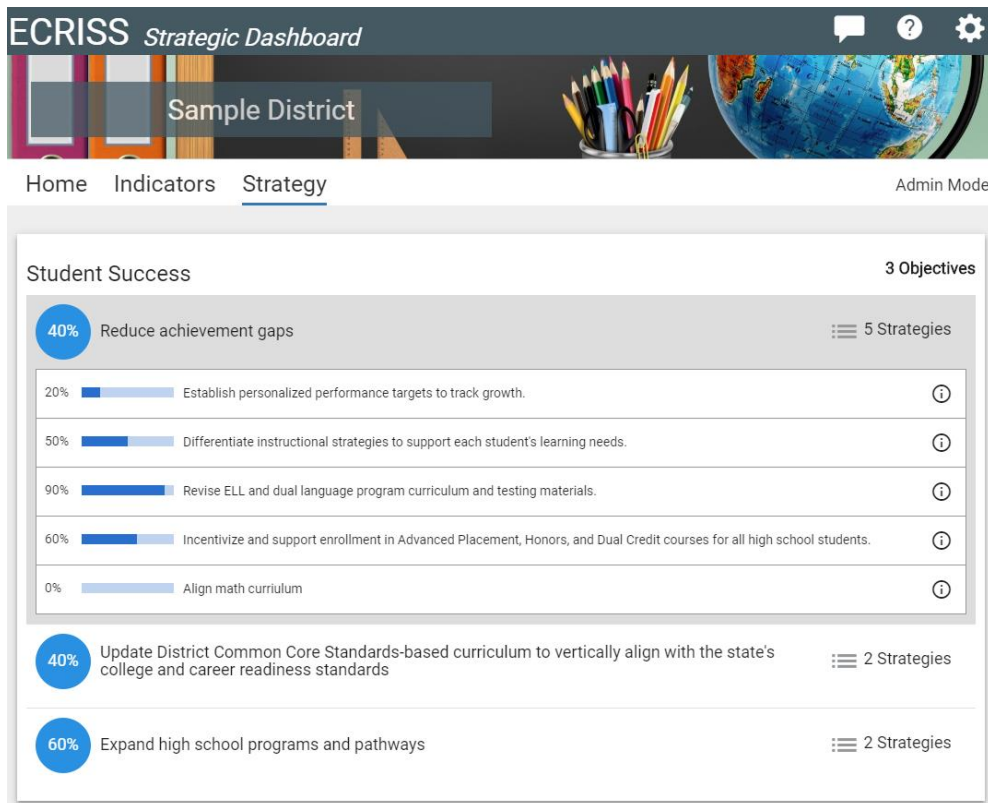 ECRISS Strategic Dashboard
Sample District
Home Indicators Strategy Admin Mode
Student Success 3 Objectives
40% Reduce achievement gaps 5 Strategies
20% Establish personalized performance targets to track growth.
50% Differentiate instructional strategies to support each student's learning needs.
90% Revise ELL and dual language program curriculum and testing materials.
60% Incentivize and support enrollment in Advanced Placement, Honors, and Dual Credit courses for all high school students.
0% Align math curriulum
40% Update District Common Core Standards-based curriculum to vertically align with the state's
college and career readiness standards
2 Strategies
60% Expand high school programs and pathways 2 Strategies